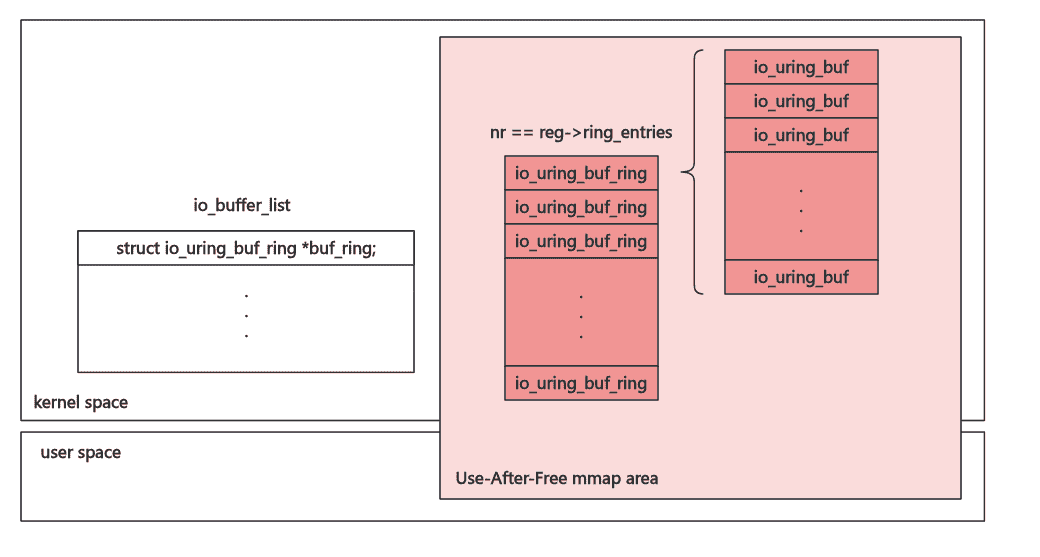 io_buffer_list
struct io_uring_buf_ring *buf_ring;
.
.
.
kernel space
nr == reg->ring_entries
io_uring_buf_ring
io_uring_buf_ring
io_uring_buf_ring
.
.
.
io_uring_buf_ring
io_uring_buf
io_uring_buf
io_uring_buf
.
.
.
io_uring_buf
user space
Use-After-Free mmap area